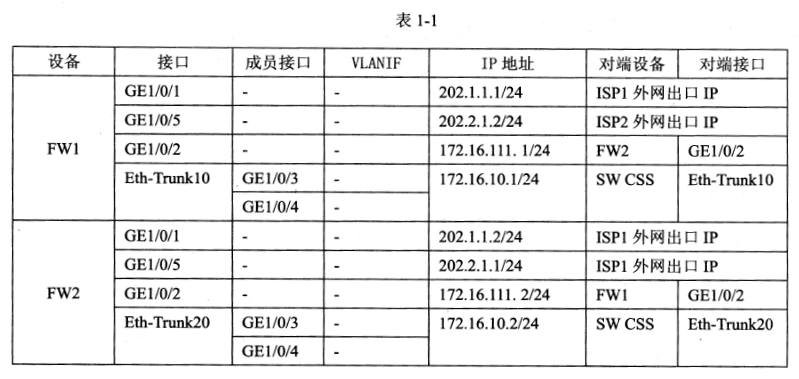 表 1-1
设备 接口 成员接口 VLANIF IP 地址 对端设备 对端接口
FW1 GE1/0/1 - - 202.1.1.1/24 ISP1 外网出口 IP
GE1/0/5 - - 202.2.1.2/24 ISP2 外网出口 IP
GE1/0/2 - - 172.16.111. 1/24 FW2 GE1/0/2
Eth-Trunk10 GE1/0/3 - 172.16.10.1/24 SW CSS Eth-Trunk10
GE1/0/4 -
FW2 GE1/0/1 - - 202.1.1.2/24 ISP1 外网出口 IP
GE1/0/5 - - 202.2.1.1/24 ISP1 外网出口 IP
GE1/0/2 - - 172.16.111. 2/24 FW1 GE1/0/2
Eth-Trunk20 GE1/0/3 - 172.16.10.2/24 SW CSS Eth-Trunk20
GE1/0/4 -